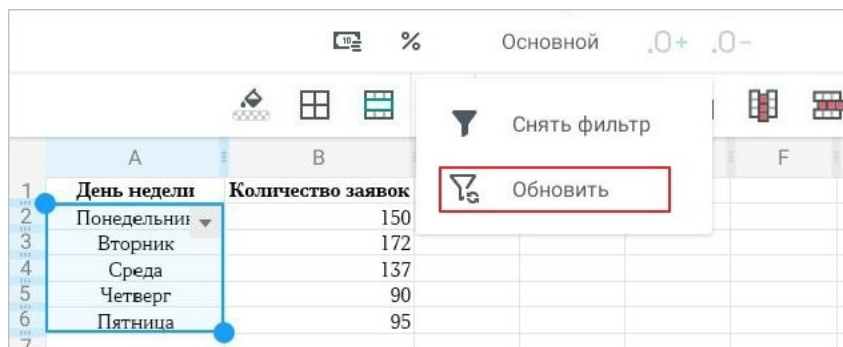 % Основной .0+ .0-
Снять фильтр
A B F
Обновить
1 День недели Количество заявок
2 Понедельник 150
3 Вторник 172
4 Среда 137
5 Четверг 90
6 Пятница 95
7